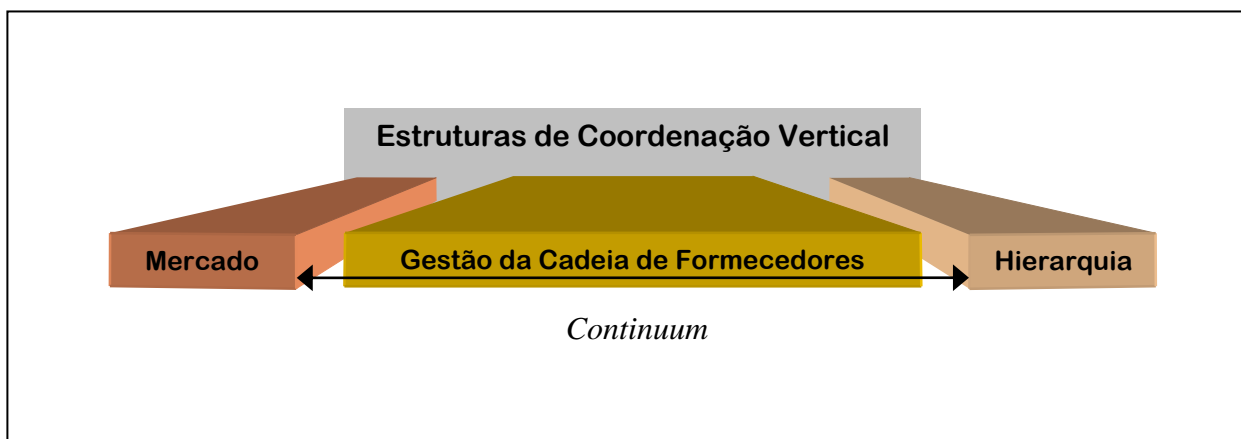 Estruturas de Coordenação Vertical
Mercado
Gestão da Cadeia de Formecedores
Hierarquia
Continuum